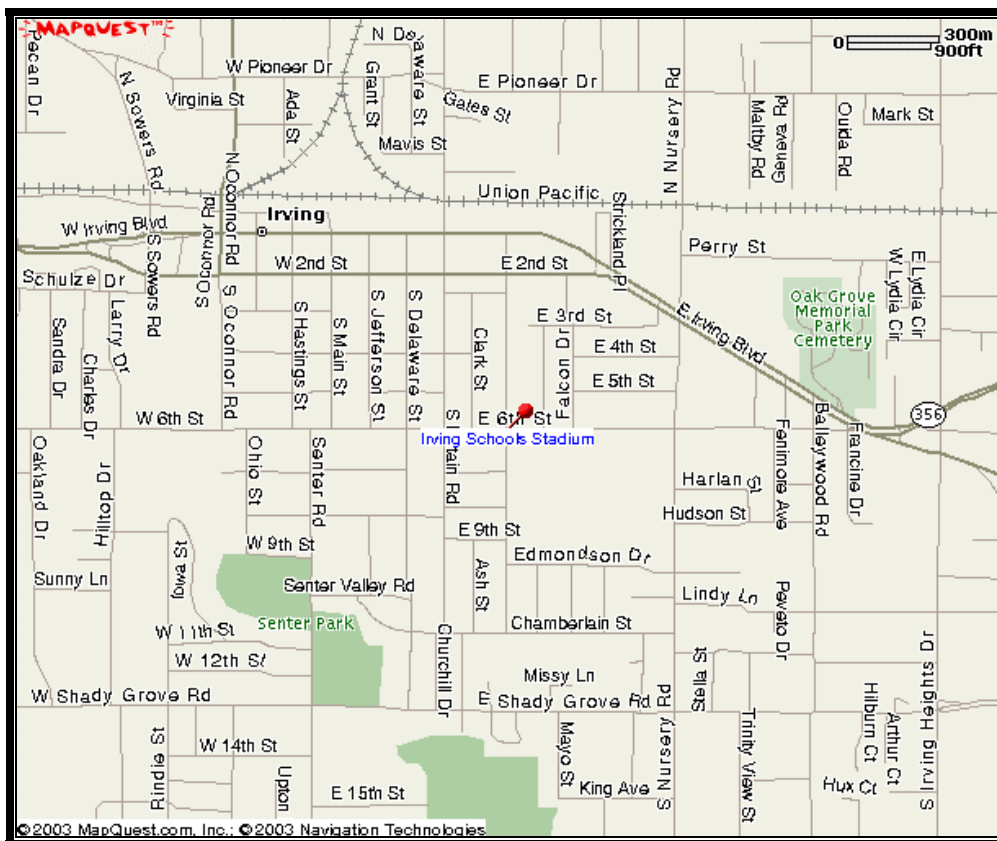 MAPQUEST™
300m
0
900ft
Pecan Dr
N Sowers Rd
W Pioneer Dr
Virginia St
Ada St
Grant St
N Delaware St
Gates St
Mavis St
E Pioneer Dr
N Nursery Rd
Maltby Rd
Geneva Rd
Ouida Rd
Mark St
N Oconnor Rd
S Oconnor Rd
Union Pacific
Strickland Pl
W Irving Blvd
Irving
S Sowers Rd
Perry St
W Lydia Cir
E Lydia Cir
W 2nd St
E 2nd St
Schulze Dr
Larry Dr
Sandra Dr
Charles Dr
S Oconnor Rd
S Hastings St
S Main St
S Jefferson St
S Delaware St
Clark St
E 3rd St
Falcon Dr
E 4th St
E 5th St
E Irving Blvd
Oak Grove
Memorial
Park
Cemetery
356
W 6th St
E 6th St
Irving Schools Stadium
Oakland Dr
Hilltop Dr
Ohio St
Senter Rd
Harlan St
Hudson St
Fenimore Ave
Balleywood Rd
Francine Dr
E 9th St
W 9th St
Edmondson Dr
Iowa St
Sunny Ln
Senter Valley Rd
Ash St
Lindy Ln
Peveto Dr
Senter Park
Chamberlain St
W 11th St
W 12th St
Churchill Dr
Missy Ln
Stella St
W Shady Grove Rd
E Shady Grove Rd
S Nursery Rd
Hilburn Ct
Arthur Ct
S Irving Heights Dr
Rindie St
W 14th St
Upton
E 15th St
Mayo St
King Ave
Trinity View St
Hux Ct
©2003 MapQuest.com, Inc.; ©2003 Navigation Technologies